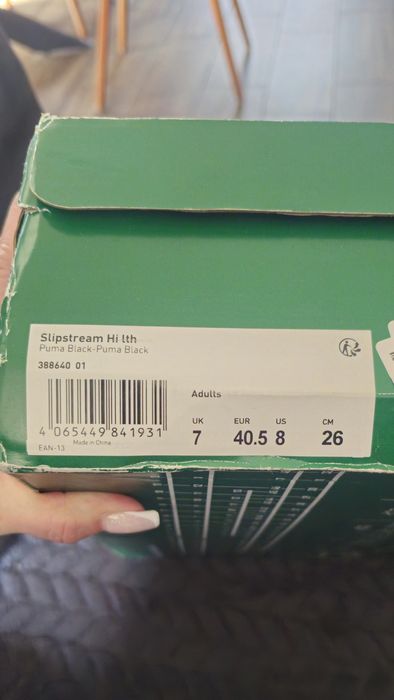 Slipstream Hi lth
Puma Black-Puma Black
388640 01
Adults
4 065449 841931
Made in China
EAN-13
UK EUR US CM
7 40.5 8 26